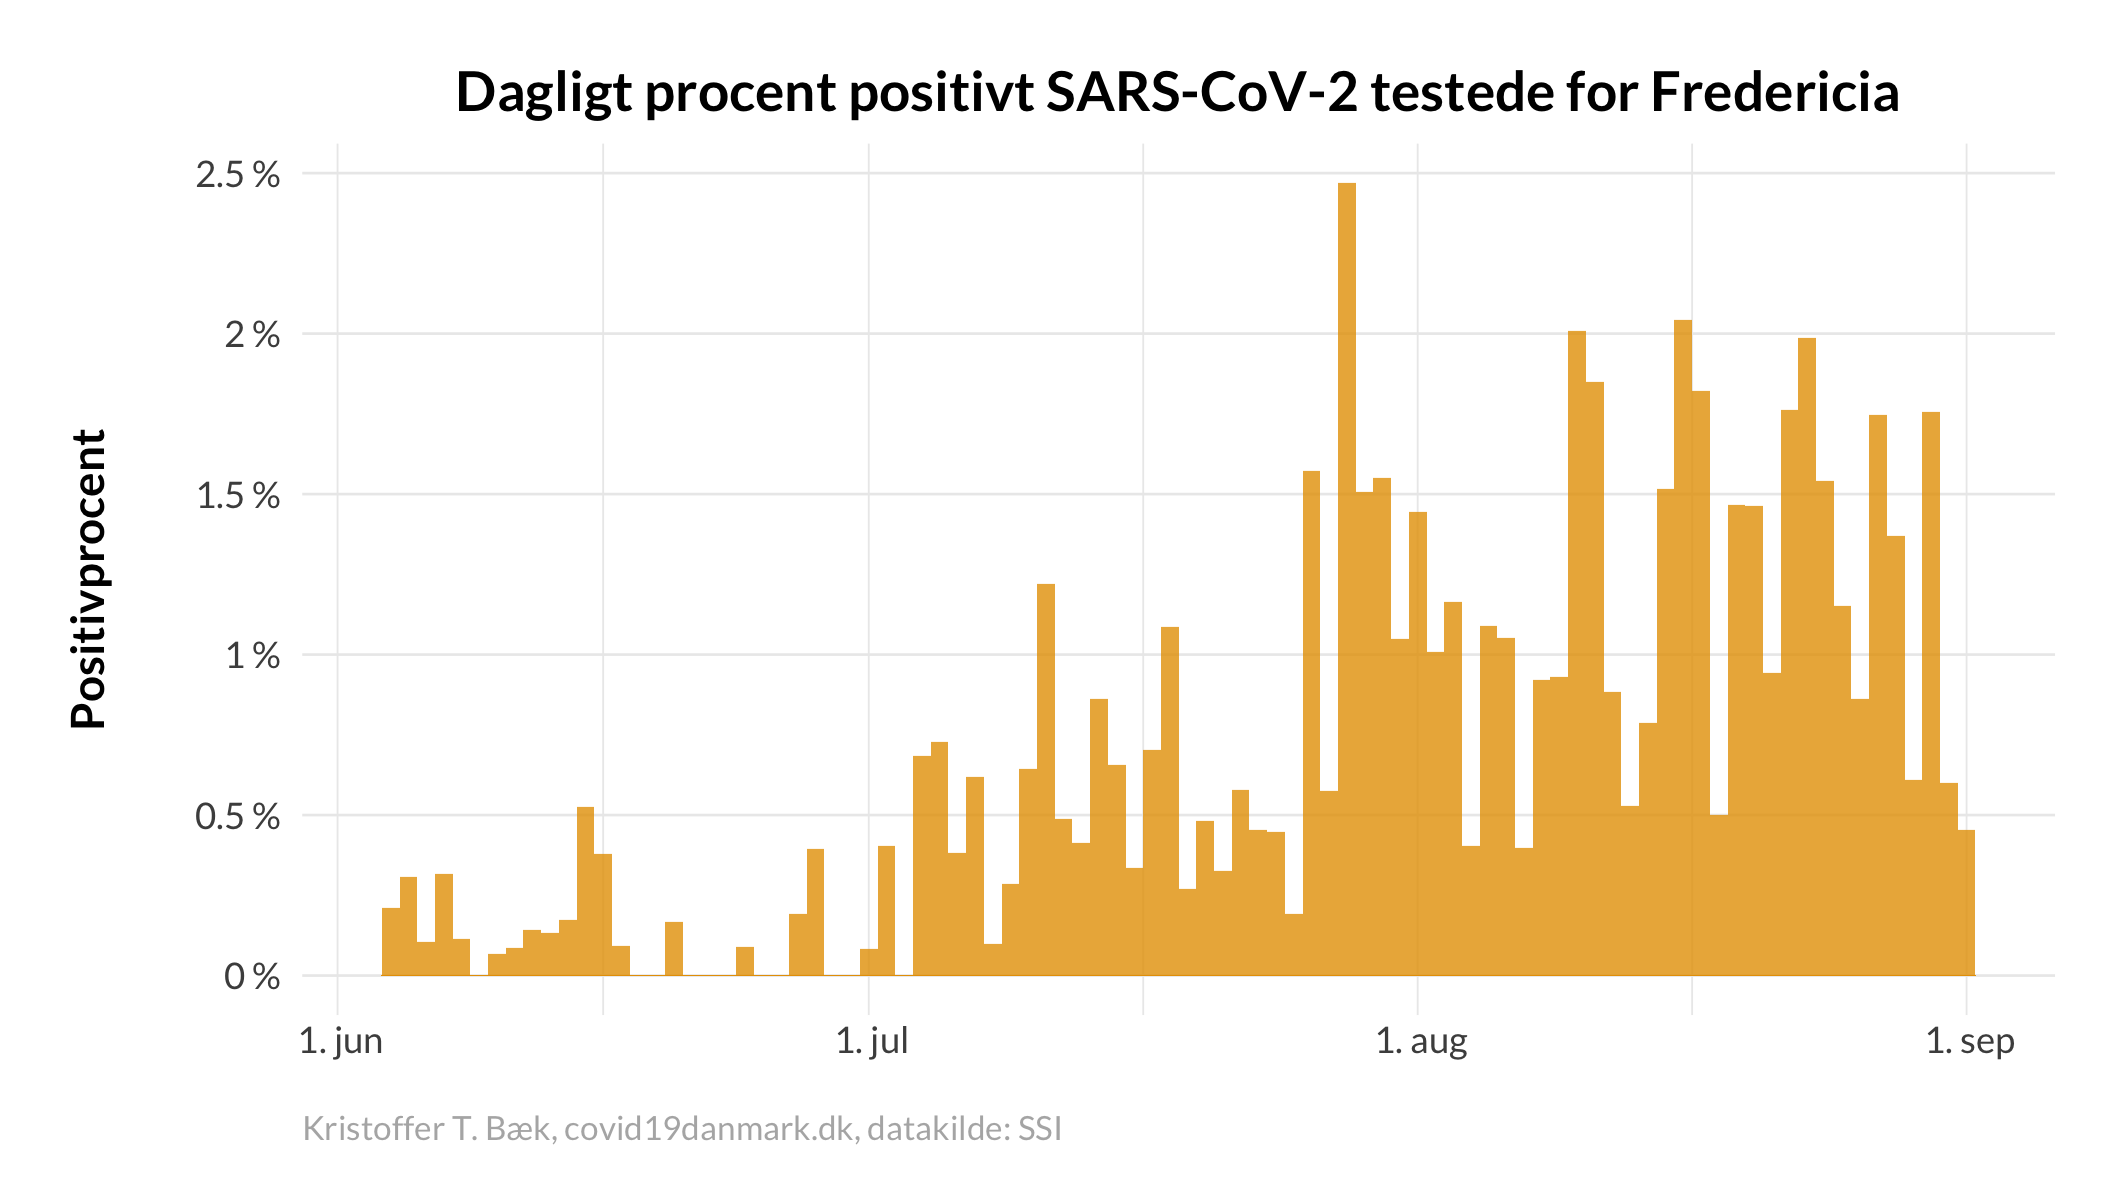 Dagligt procent positivt SARS-CoV-2 testede for Fredericia
Positivprocent
2.5 %
2 %
1.5 %
1 %
0.5 %
0 %
1. jun
1. jul
1. aug
1. sep
Kristoffer T. Bæk, covid19danmark.dk, datakilde: SSI